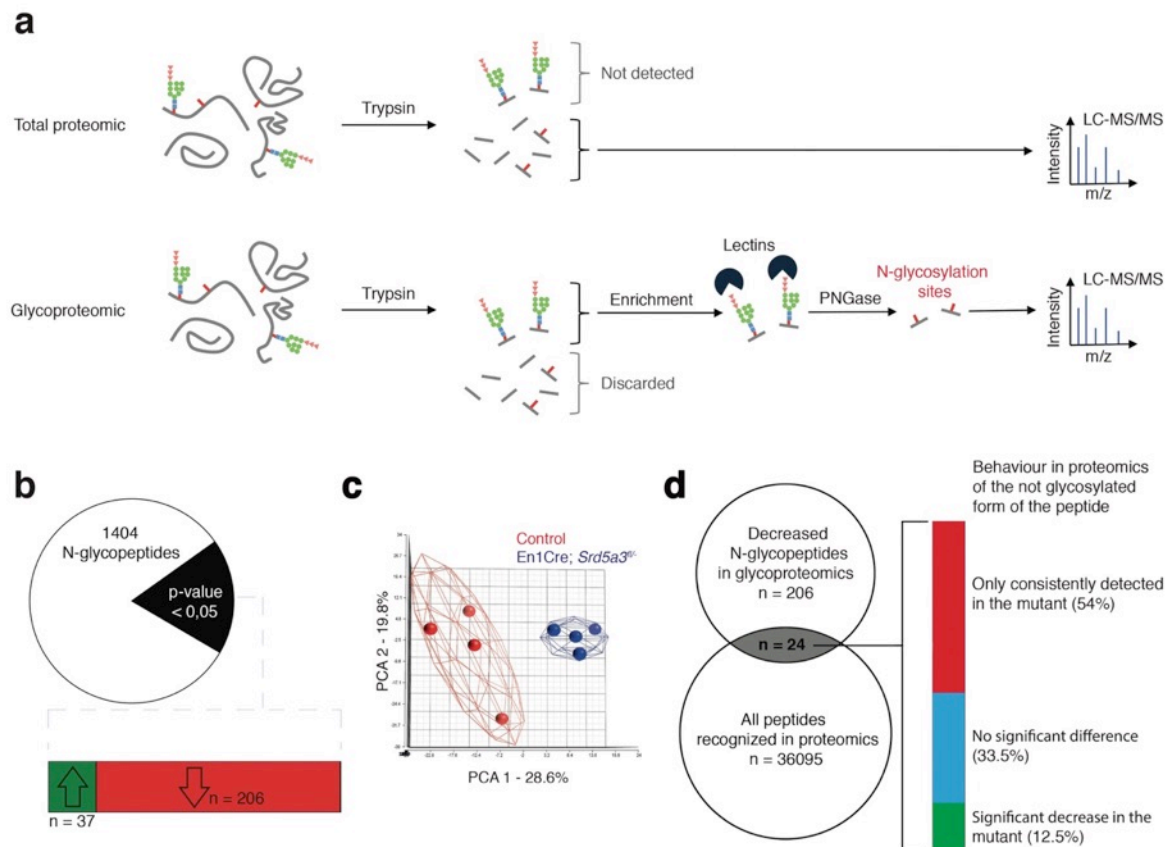 a
Total proteomic
Trypsin
Not detected
LC-MS/MS
Intensity
m/z
Glycoproteomic
Trypsin
Enrichment
Lectins
PNGase
N-glycosylation
sites
LC-MS/MS
Intensity
m/z
Discarded
b
1404
N-glycopeptides
p-value
< 0,05
n = 206
n = 37
c
Control
En1Cre; Srd5a3
PCA 2 - 19.8%
PCA 1 - 28.6%
d
Decreased
N-glycopeptides
in glycoproteomics
n = 206
n = 24
All peptides
recognized in proteomics
n = 36095
Behaviour in proteomics
of the not glycosylated
form of the peptide
Only consistently detected
in the mutant (54%)
No significant difference
(33.5%)
Significant decrease in the
mutant (12.5%)